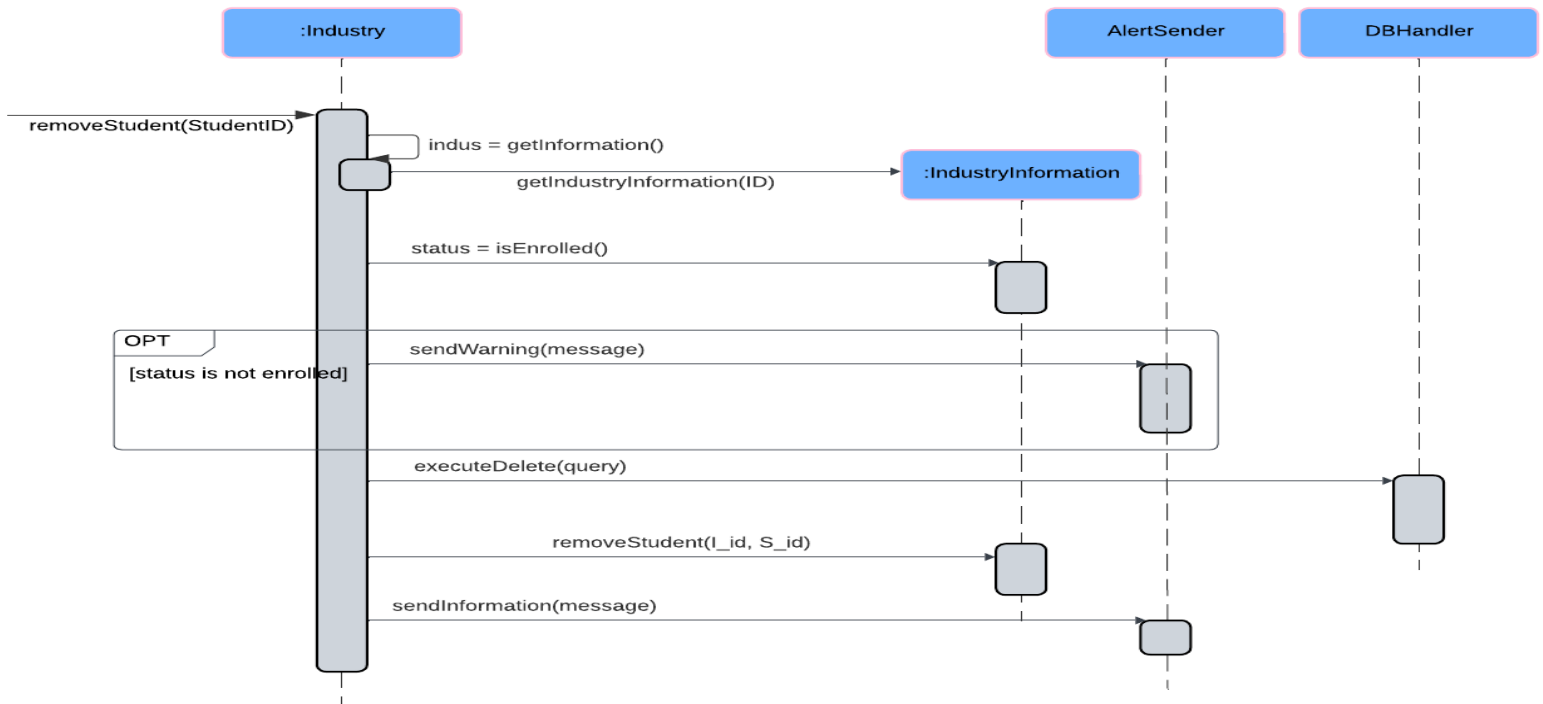 :Industry
AlertSender
DBHandler
removeStudent(StudentID)
indus = getInformation()
getIndustryInformation(ID)
:IndustryInformation
status = isEnrolled()
OPT
sendWarning(message)
[status is not enrolled]
executeDelete(query)
removeStudent(I_id, S_id)
sendInformation(message)